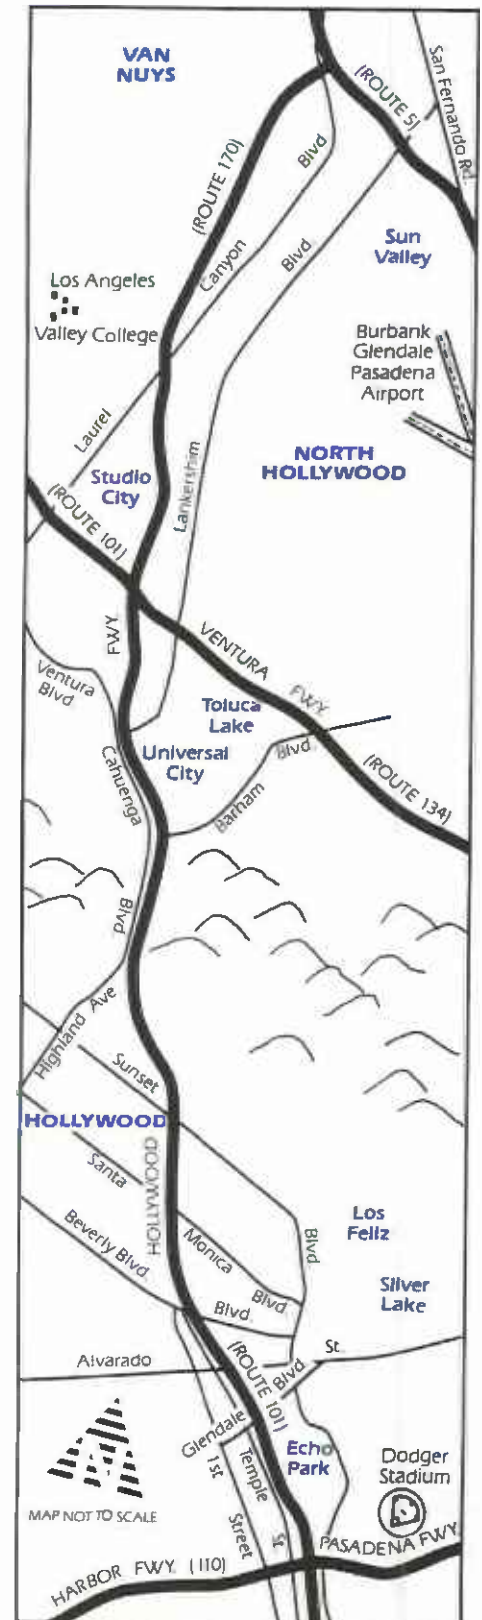 VAN
NUYS
(ROUTE 5)
San Fernando Rd.
(ROUTE 170)
Blvd
Canyon
Blvd.
Sun
Valley
Los Angeles
Valley College
Burbank
Glendale
Pasadena
Airport
Laurel
Studio
City
Lankershim
NORTH
HOLLYWOOD
(ROUTE 101)
FWY.
VENTURA
FWY
Ventura
Blvd.
Toluca
Lake
Universal
City
Blvd.
Barham
(ROUTE 134)
Cahuenga
Blvd
Highland Ave
Sunset
HOLLYWOOD
Santa
HOLLYWOOD
Beverly Blvd.
Monica
Blvd.
Blvd.
Blvd.
Los
Feliz
Silver
Lake
Alvarado
St.
(ROUTE 101)
Blvd
Glendale
1st
Street
Temple
St
Echo
Park
Dodger
Stadium
MAP NOT TO SCALE
HARBOR FWY. (110)
PASADENA FWY.